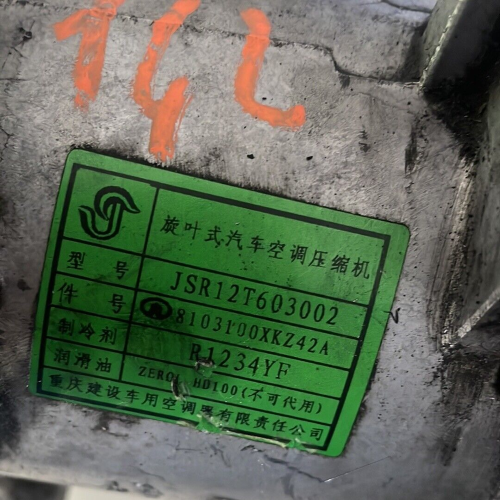 14L
旋叶式汽车空调压缩机
型号 JSR12T603002
件号 8103100XKZ42A
制冷剂 R1234YF
润滑油 HD100(不可代用)
重庆建设车用空调器有限责任公司